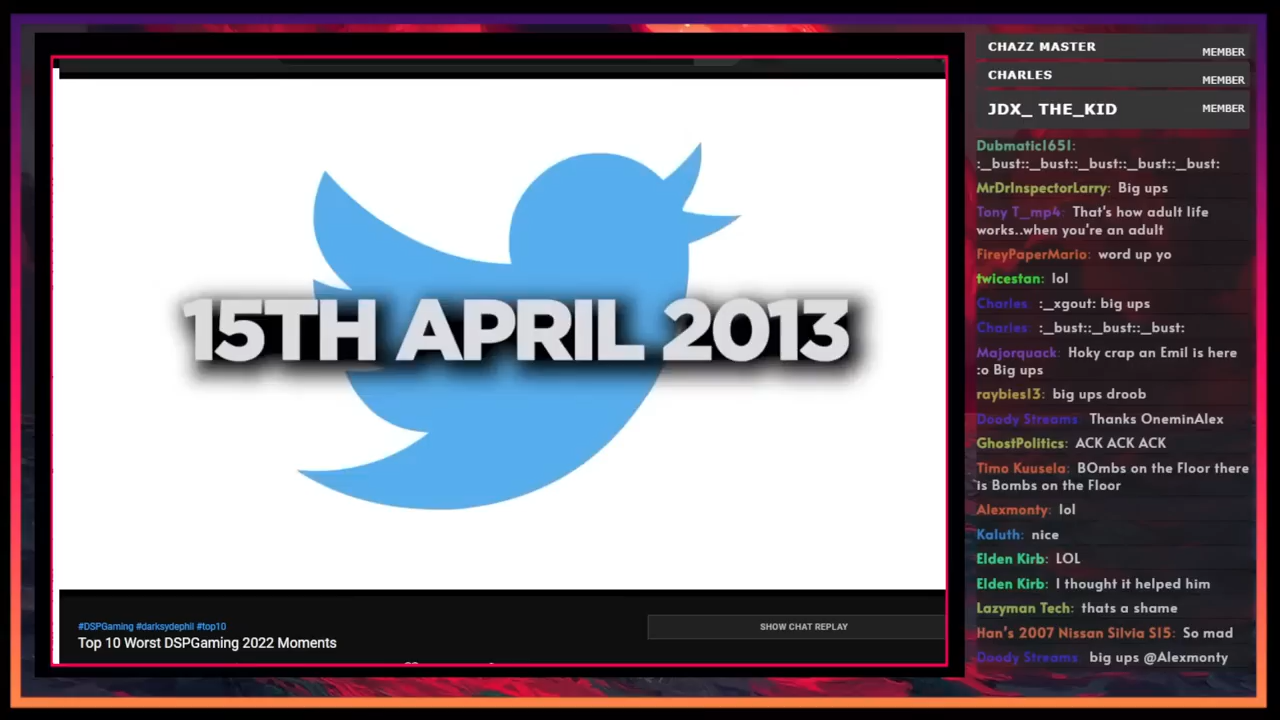 15TH APRIL 2013
#DSPGaming #darksydephil #top10
Top 10 Worst DSPGaming 2022 Moments
SHOW CHAT REPLAY
CHAZZ MASTER MEMBER
CHARLES MEMBER
JDX_ THE_KID MEMBER
Dubmatic1651:
:_bust::_bust::_bust::_bust::_bust:
MrDrInspectorLarry: Big ups
Tony T_mp4: That's how adult life
works..when you're an adult
FireyPaperMario: word up yo
twicestan: lol
Charles :_xgout: big ups
Charles :_bust::_bust::_bust:
Majorquack: Hoky crap an Emil is here
:o Big ups
raybies13: big ups droob
Doody Streams Thanks OneminAlex
GhostPolitics: ACK ACK ACK
Timo Kuusela: BOmbs on the Floor there
is Bombs on the Floor
Alexmonty: lol
Kaluth: nice
Elden Kirb: LOL
Elden Kirb: I thought it helped him
Lazyman Tech: thats a shame
Han's 2007 Nissan Silvia S15: So mad
Doody Streams big ups @Alexmonty